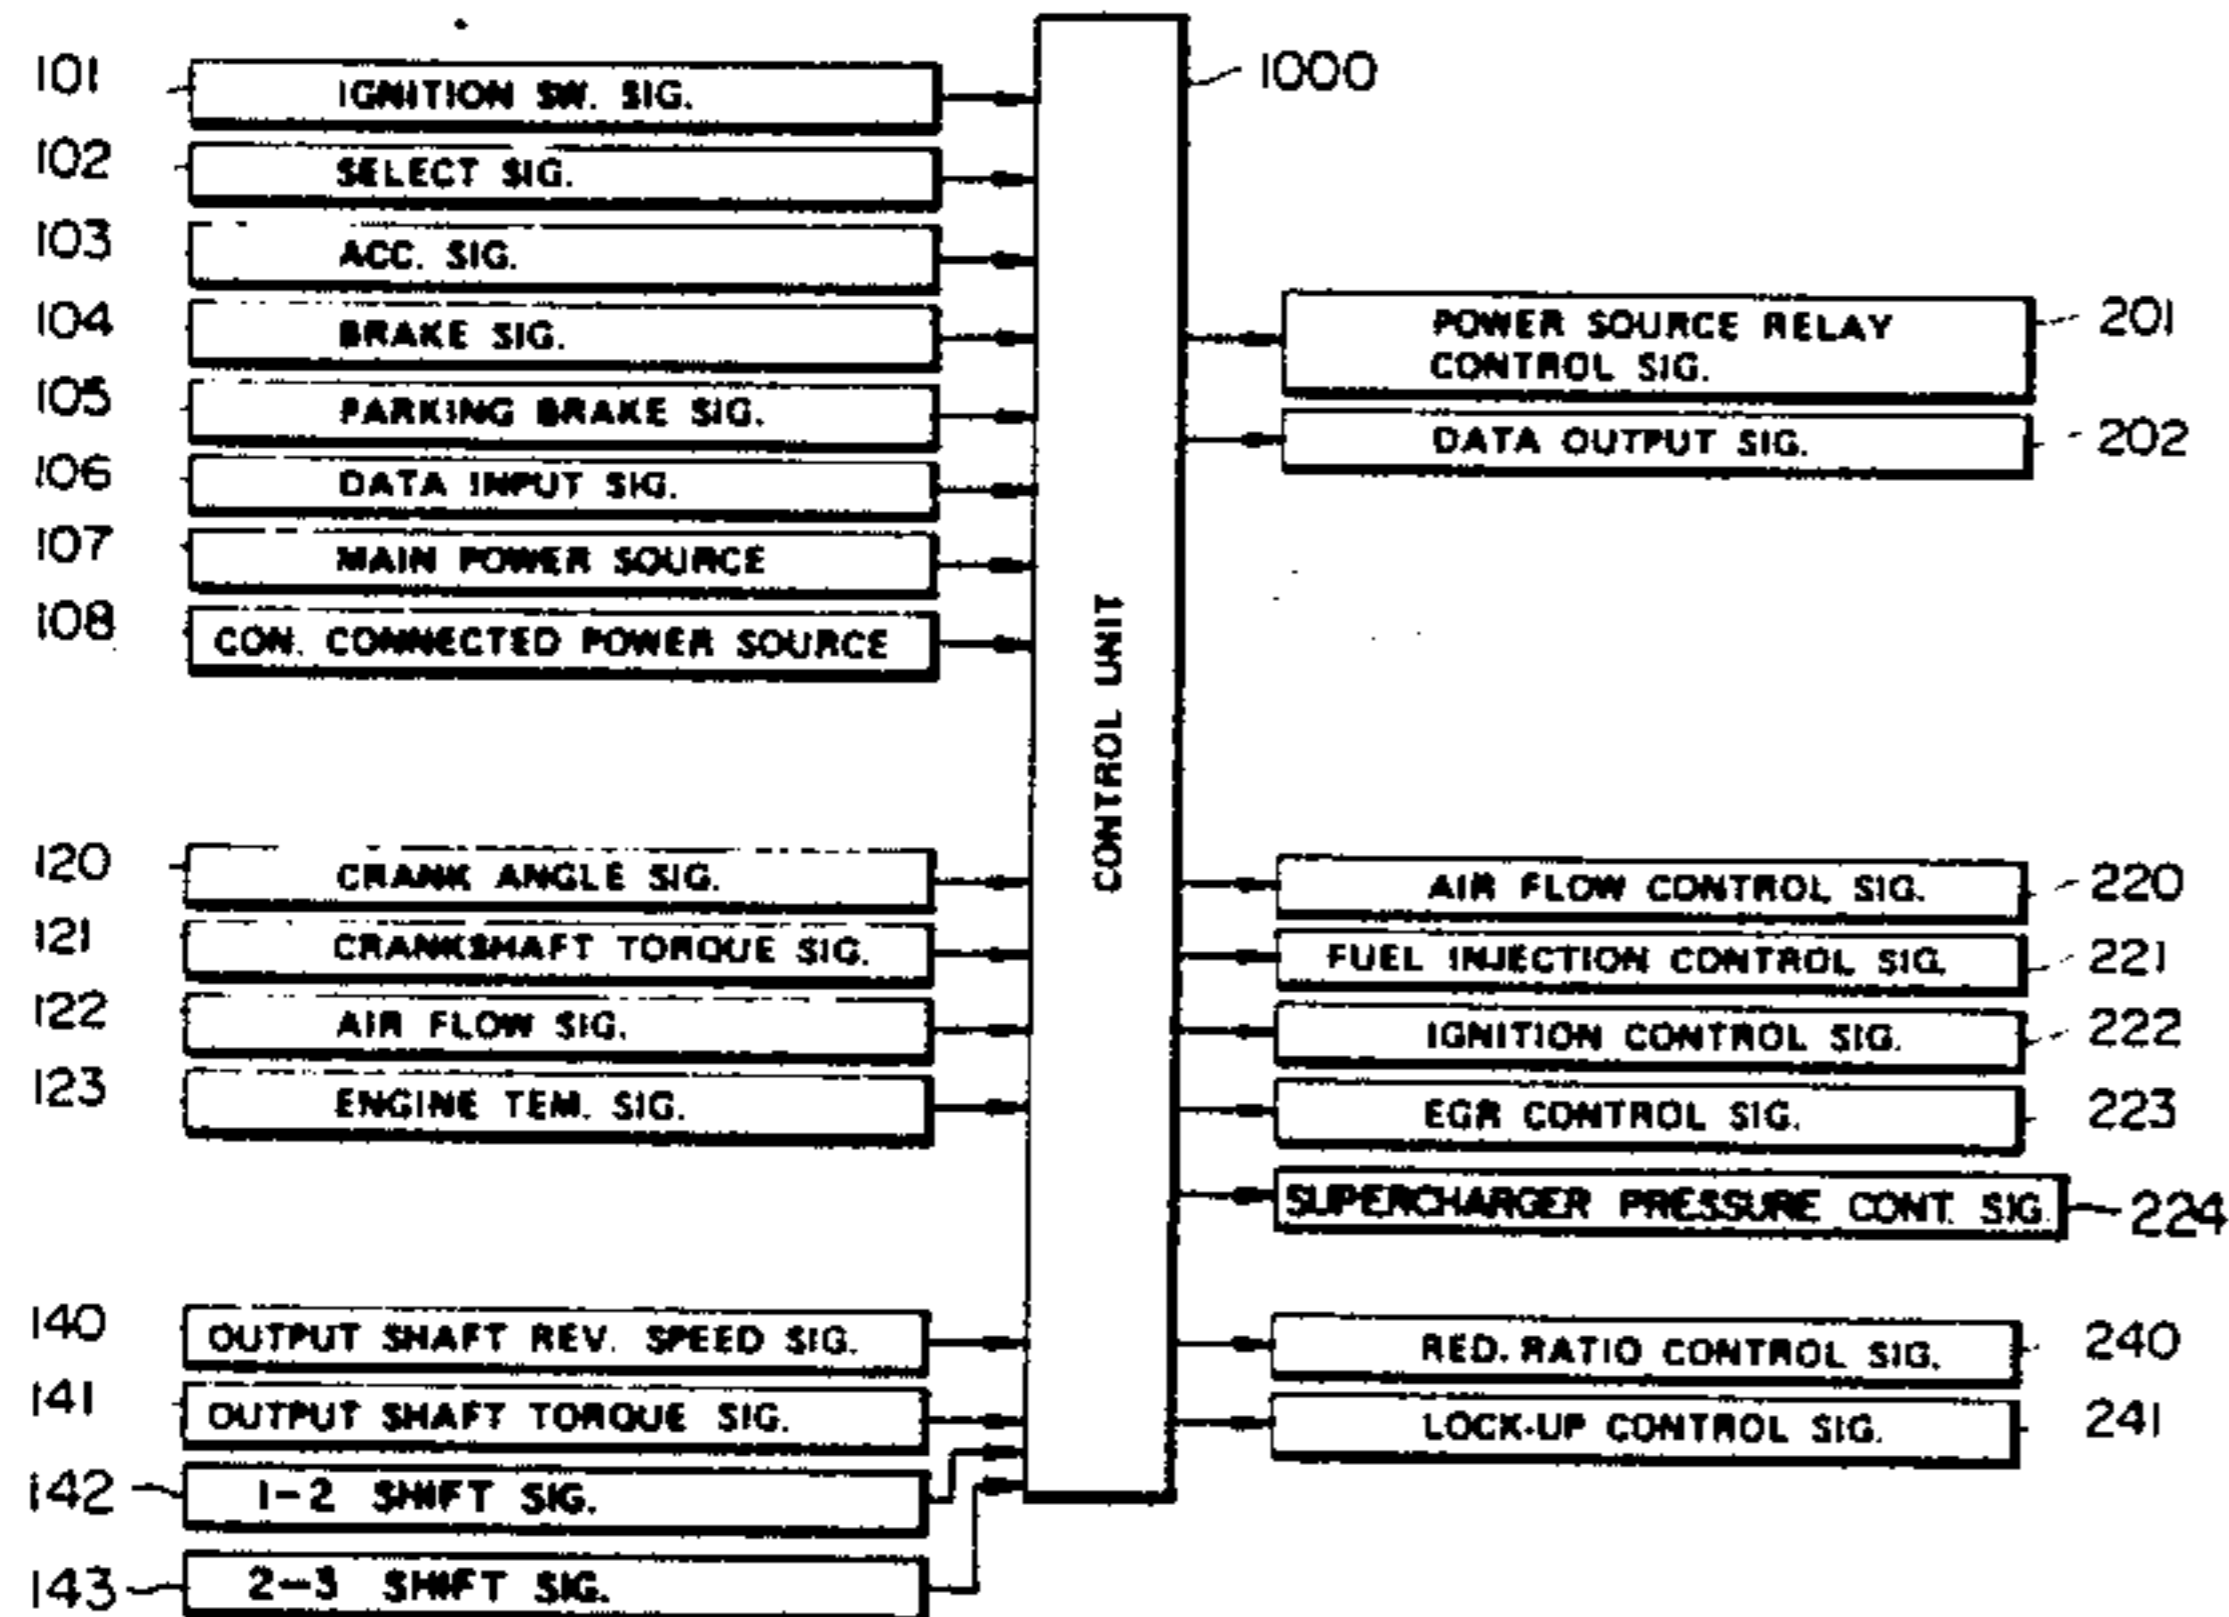 101 IGNITION SW. SIG.
102 SELECT SIG.
103 ACC. SIG.
104 BRAKE SIG.
105 PARKING BRAKE SIG.
106 DATA INPUT SIG.
107 MAIN POWER SOURCE
108 CON. CONNECTED POWER SOURCE
120 CRANK ANGLE SIG.
121 CRANKSHAFT TORQUE SIG.
122 AIR FLOW SIG.
123 ENGINE TEM. SIG.
140 OUTPUT SHAFT REV. SPEED SIG.
141 OUTPUT SHAFT TORQUE SIG.
142 1-2 SHIFT SIG.
143 2-3 SHIFT SIG.
CONTROL UNIT
1000
POWER SOURCE RELAY
CONTROL SIG. 201
DATA OUTPUT SIG. 202
AIR FLOW CONTROL SIG. 220
FUEL INJECTION CONTROL SIG. 221
IGNITION CONTROL SIG. 222
EGR CONTROL SIG. 223
SUPERCHARGER PRESSURE CONT. SIG. 224
RED. RATIO CONTROL SIG. 240
LOCK-UP CONTROL SIG. 241